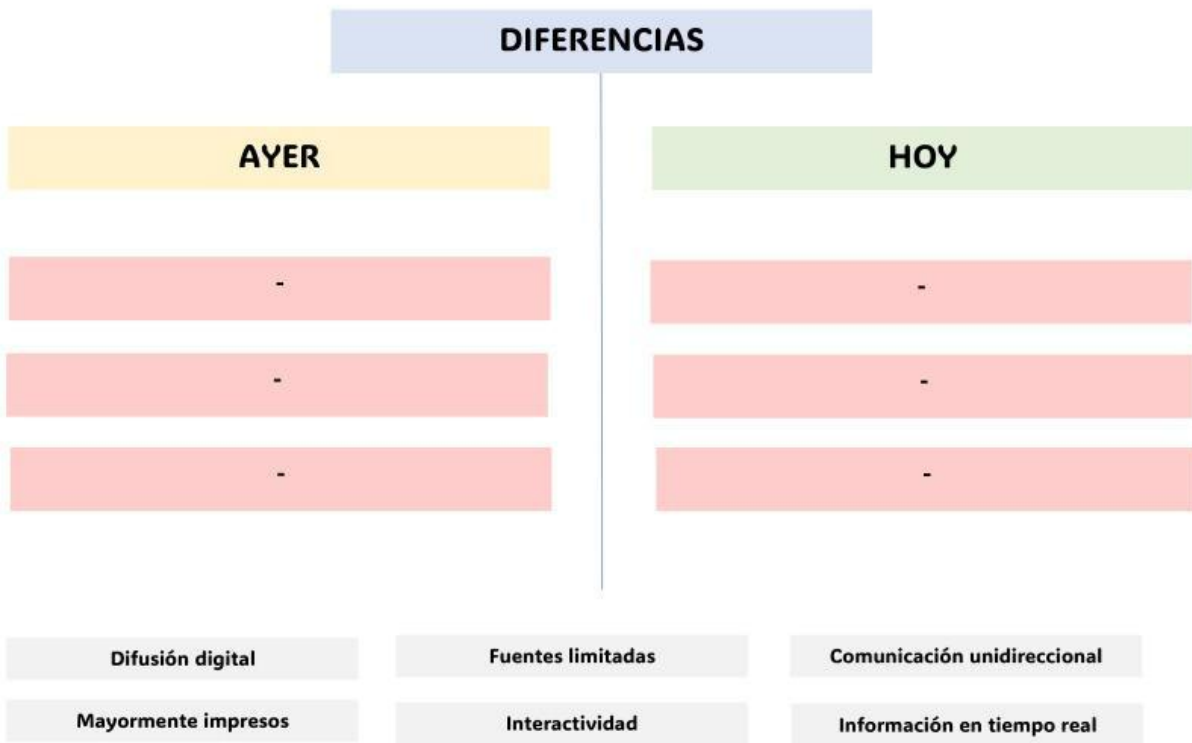 DIFERENCIAS
AYER
HOY
-
-
-
-
-
-
Difusión digital
Fuentes limitadas
Comunicación unidireccional
Mayormente impresos
Interactividad
Información en tiempo real